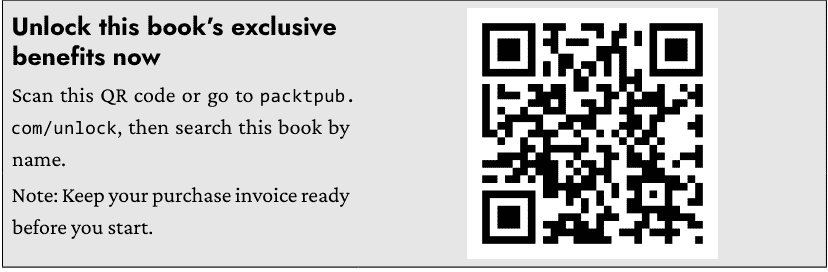 Unlock this book’s exclusive
benefits now
Scan this QR code or go to packtpub.
com/unlock, then search this book by
name.
Note: Keep your purchase invoice ready
before you start.